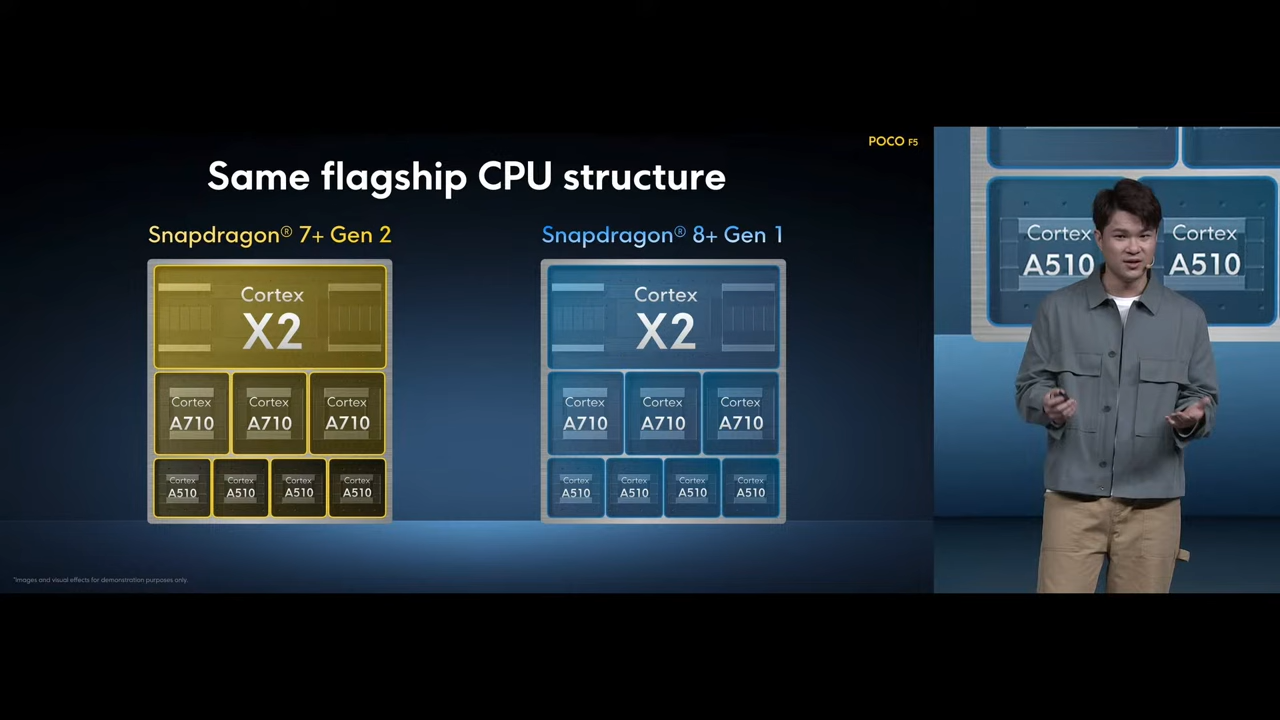 POCO F5
Same flagship CPU structure
Snapdragon® 7+ Gen 2
Snapdragon® 8+ Gen 1
Cortex
X2
Cortex
X2
Cortex Cortex Cortex
A710 A710 A710
Cortex Cortex Cortex
A710 A710 A710
Cortex Cortex Cortex Cortex
A510 A510 A510 A510
Cortex Cortex Cortex Cortex
A510 A510 A510 A510
*Images and visual effects for demonstration purposes only.
Cortex Cortex
A510 A510